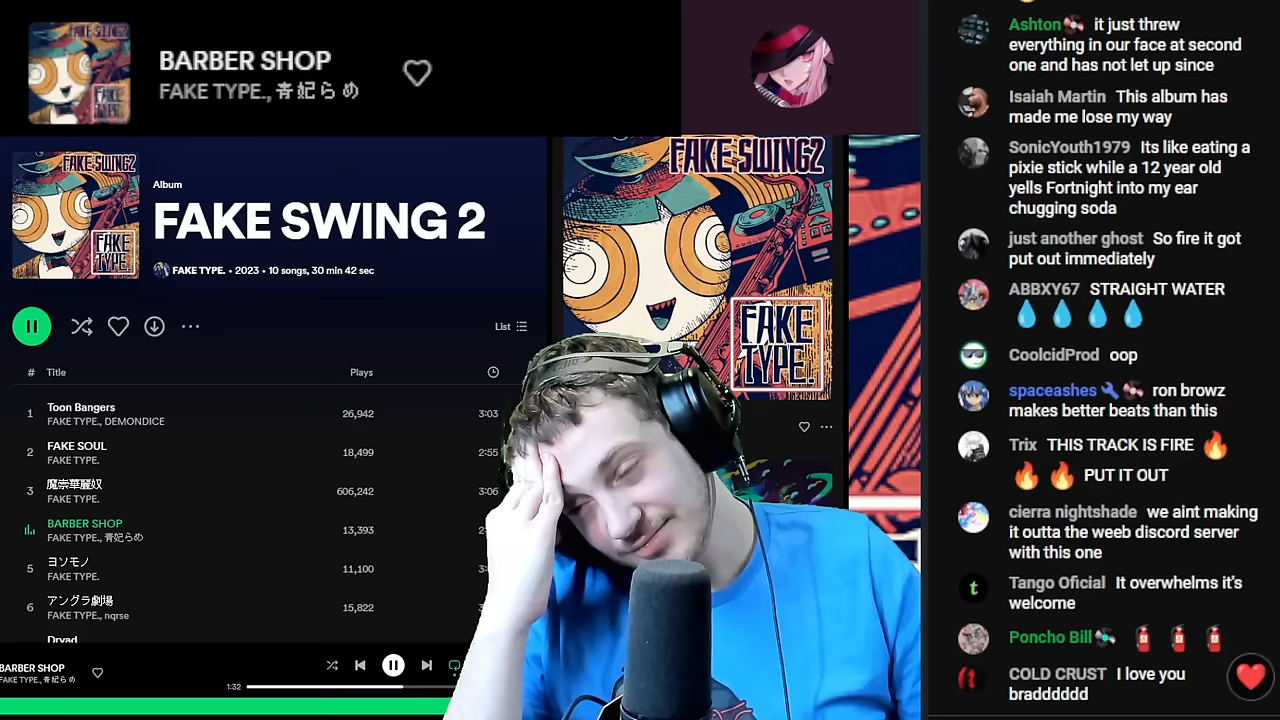 BARBER SHOP
FAKE TYPE., 青妃らめ
FAKE SWING2
FAKE TYPE.
Album
FAKE SWING 2
FAKE TYPE. • 2023 • 10 songs, 30 min 42 sec
List
# Title Plays
1 Toon Bangers 26,942 3:03
FAKE TYPE., DEMONDICE
2 FAKE SOUL 18,499 2:55
FAKE TYPE.
3 魔崇華麗奴 606,242 3:06
FAKE TYPE.
BARBER SHOP 13,393
FAKE TYPE., 青妃らめ
5 ヨソモノ 11,100
FAKE TYPE.
6 アングラ劇場 15,822
FAKE TYPE., nqrse
Dryad
BARBER SHOP
FAKE TYPE., 青妃らめ
1:32
FAKE SWING2
FAKE
TYPE.
Ashton it just threw
everything in our face at second
one and has not let up since
Isaiah Martin This album has
made me lose my way
SonicYouth1979 Its like eating a
pixie stick while a 12 year old
yells Fortnight into my ear
chugging soda
just another ghost So fire it got
put out immediately
ABBXY67 STRAIGHT WATER
💧 💧 💧 💧
CoolcidProd oop
spaceashes ron browz
makes better beats than this
Trix THIS TRACK IS FIRE 🔥
🔥 🔥 PUT IT OUT
cierra nightshade we aint making
it outta the weeb discord server
with this one
Tango Oficial It overwhelms it's
welcome
Poncho Bill 🧯 🧯 🧯
COLD CRUST I love you
bradddddd